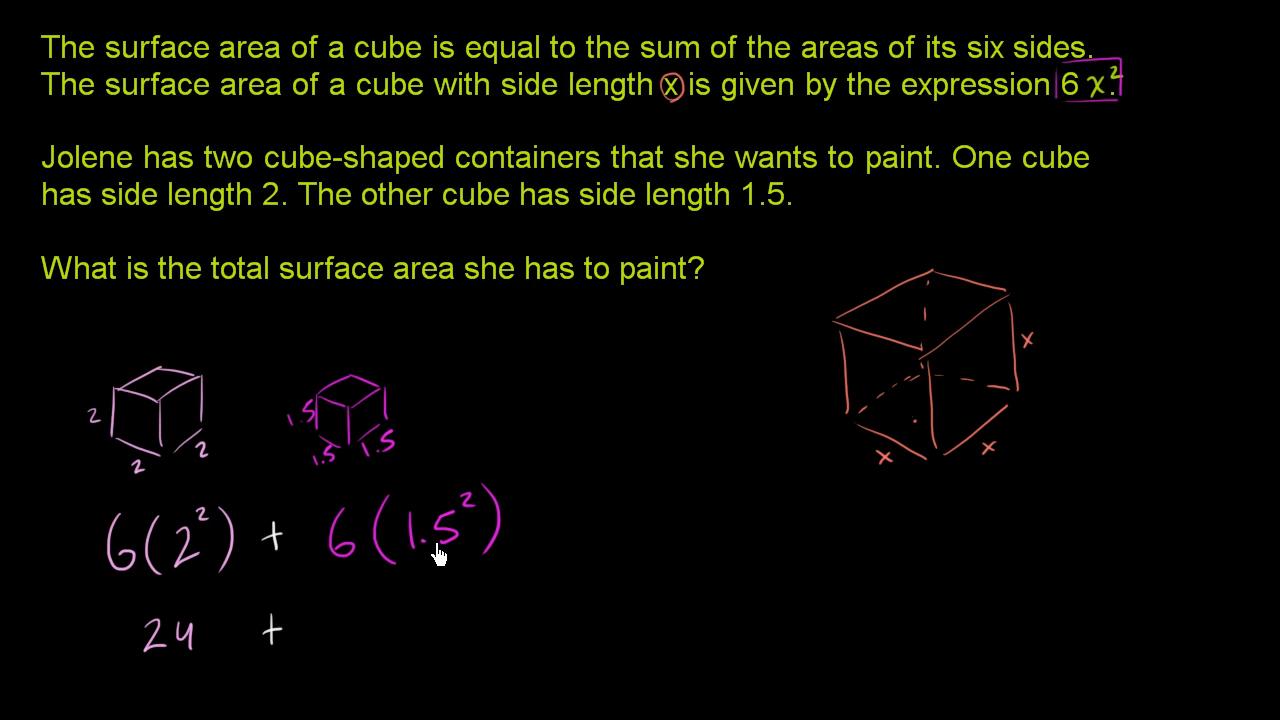 The surface area of a cube is equal to the sum of the areas of its six sides.
The surface area of a cube with side length x is given by the expression 6x².
Jolene has two cube-shaped containers that she wants to paint. One cube
has side length 2. The other cube has side length 1.5.
What is the total surface area she has to paint?
x
x x
2 1.5
2 2 1.5 1.5
6(2²) + 6(1.5²)
24 +